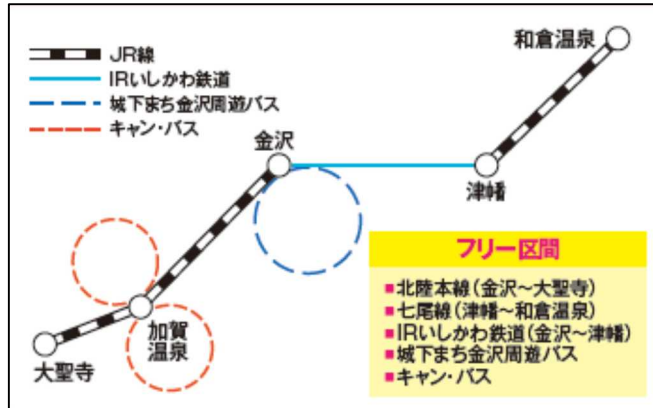 JR線
IRいしかわ鉄道
城下まち金沢周遊バス
キャン・バス
和倉温泉
金沢
津幡
加賀
温泉
大聖寺
フリー区間
■北陸本線(金沢～大聖寺)
■七尾線(津幡～和倉温泉)
■IRいしかわ鉄道(金沢～津幡)
■城下まち金沢周遊バス
■キャン・バス